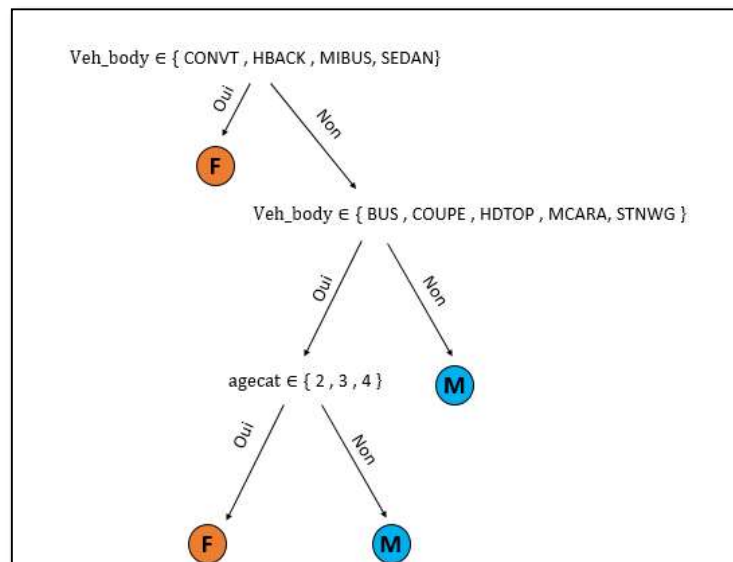 Veh_body ∈ { CONVT , HBACK , MIBUS, SEDAN}
Oui
Non
F
Veh_body ∈ { BUS , COUPE , HDTOP , MCARA, STNWG }
Oui
Non
agecat ∈ { 2 , 3 , 4 }
M
Oui
Non
F
M